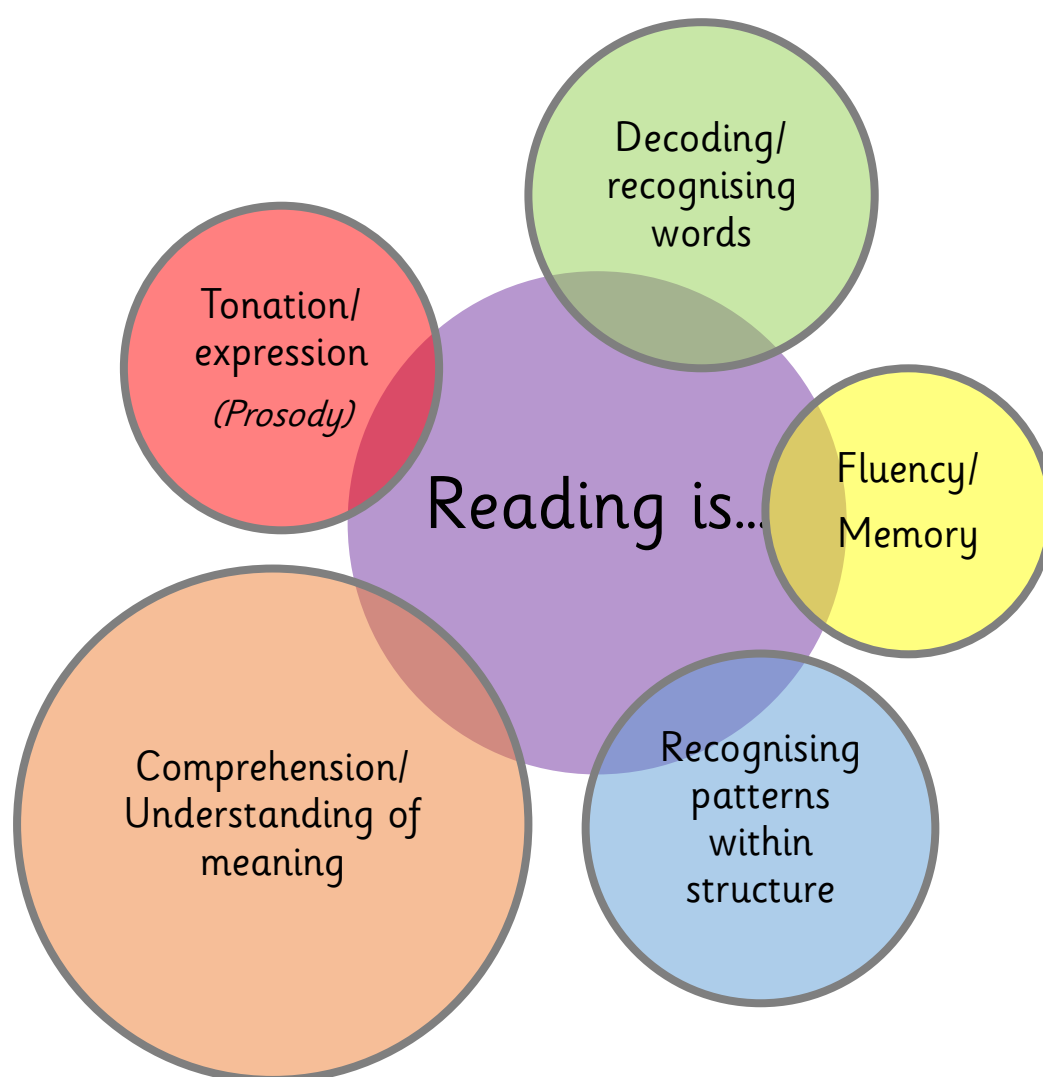 Decoding/
recognising
words
Tonation/
expression
(Prosody)
Reading is...
Fluency/
Memory
Comprehension/
Understanding of
meaning
Recognising
patterns
within
structure